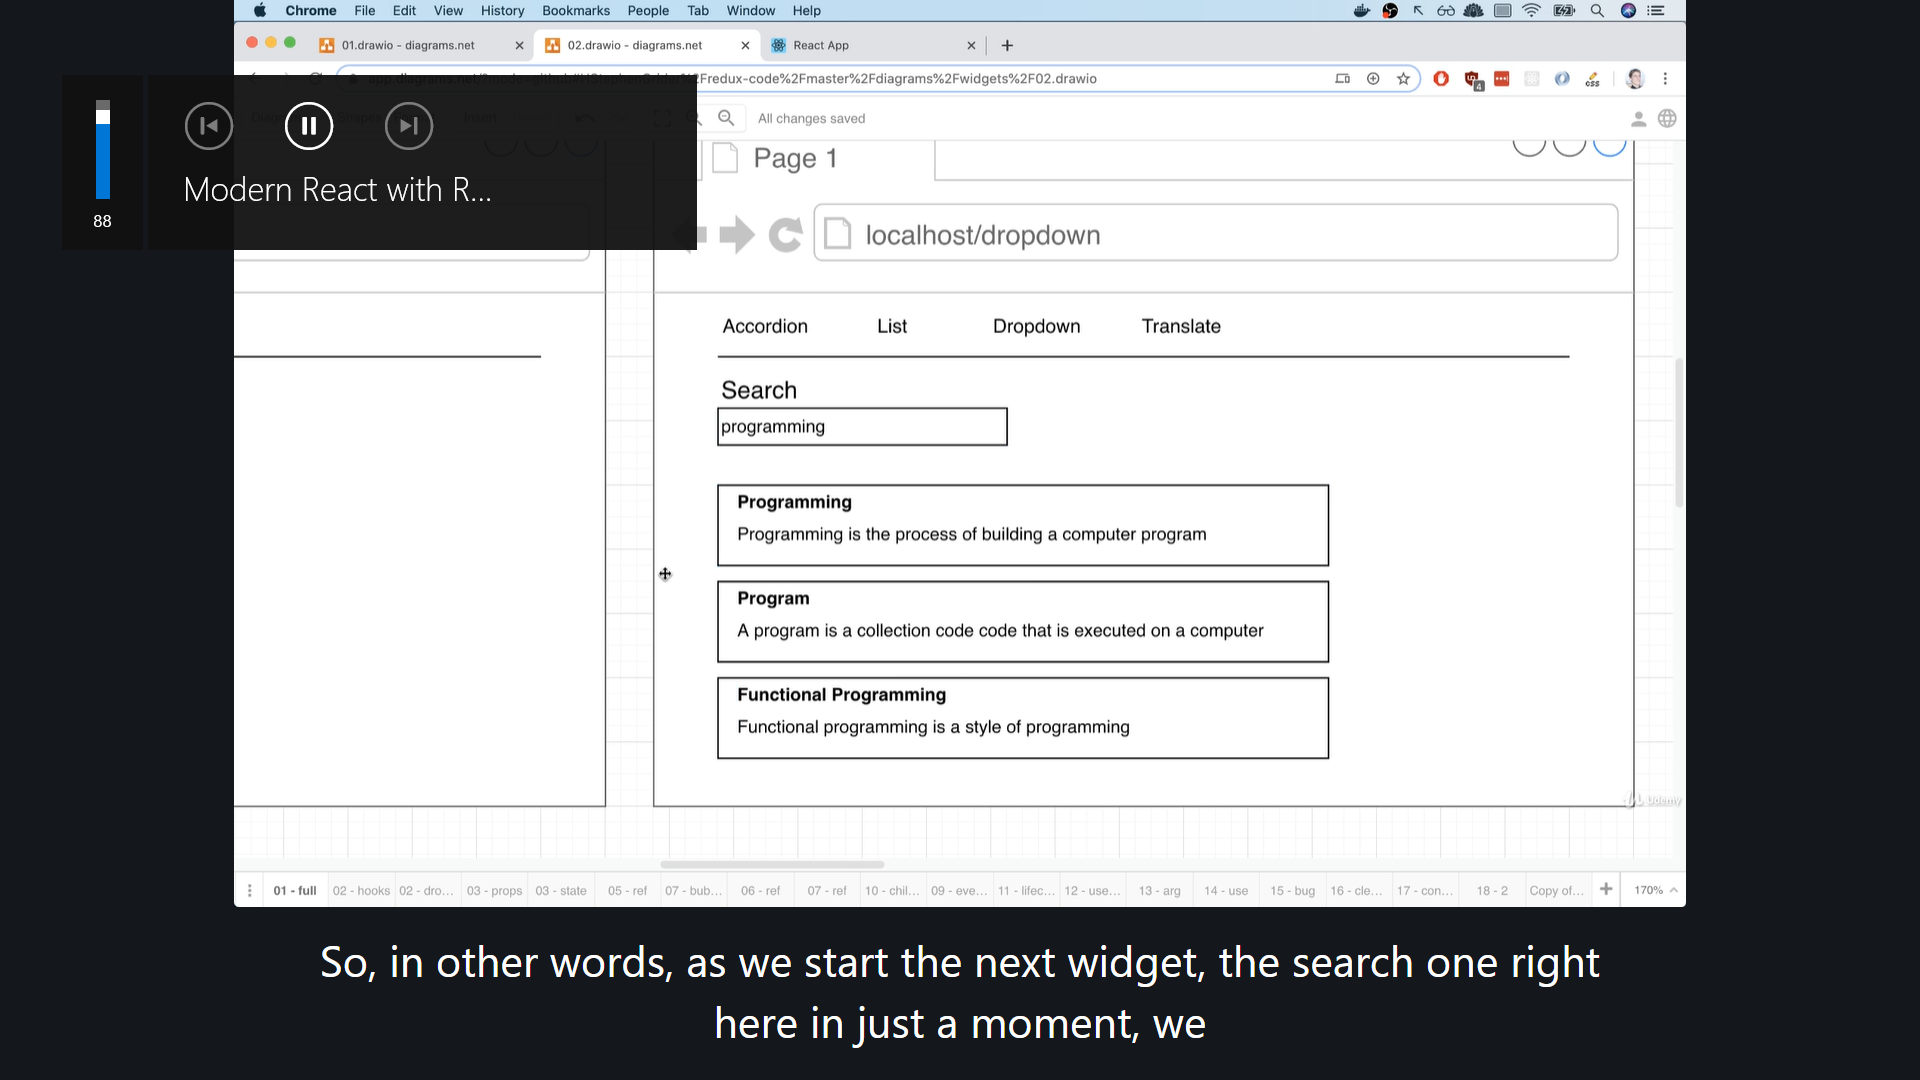 Chrome File Edit View History Bookmarks People Tab Window Help
01.drawio - diagrams.net
02.drawio - diagrams.net
React App
2Fredux-code%2Fmaster%2Fdiagrams%2Fwidgets%2F02.drawio
4
css
All changes saved
88
Modern React with R...
Page 1
localhost/dropdown
Accordion List Dropdown Translate
Search
programming
Programming
Programming is the process of building a computer program
Program
A program is a collection code code that is executed on a computer
Functional Programming
Functional programming is a style of programming
Udemy
01 - full 02 - hooks 02 - dro... 03 - props 03 - state 05 - ref 07 - bub... 06 - ref 07 - ref 10 - chil... 09 - eve... 11 - lifec... 12 - use... 13 - arg 14 - use 15 - bug 16 - cle... 17 - con... 18 - 2 Copy of... 170%
So, in other words, as we start the next widget, the search one right
here in just a moment, we